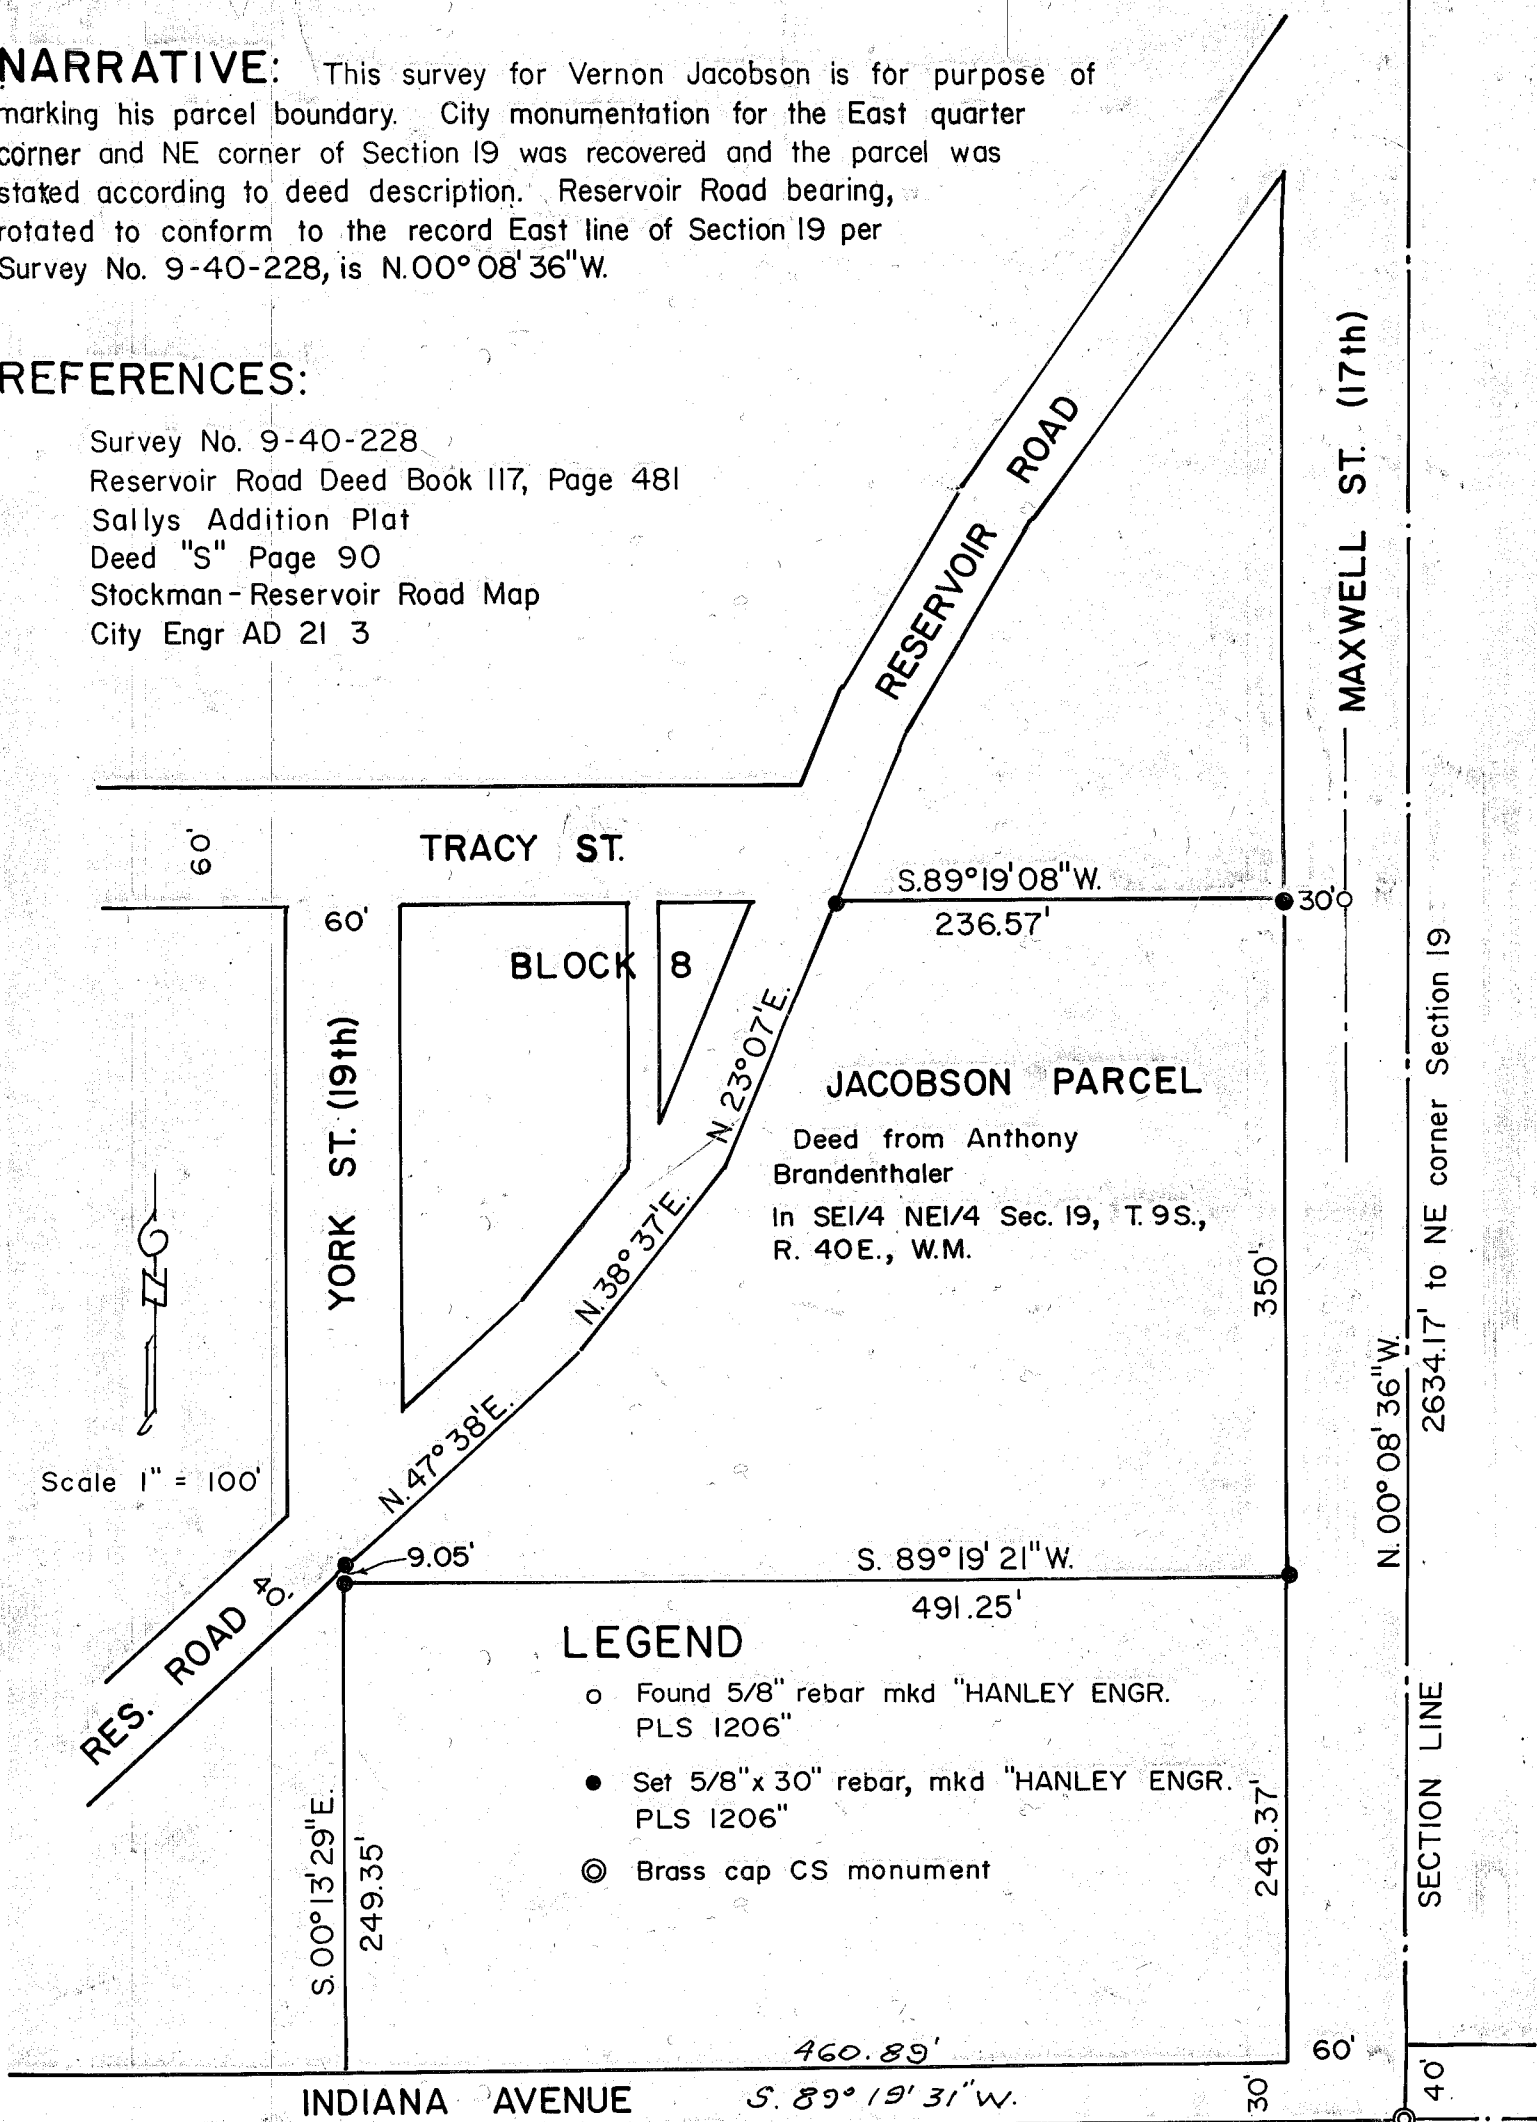 NARRATIVE: This survey for Vernon Jacobson is for purpose of
marking his parcel boundary. City monumentation for the East quarter
corner and NE corner of Section 19 was recovered and the parcel was
staked according to deed description. Reservoir Road bearing,
rotated to conform to the record East line of Section 19 per
Survey No. 9-40-228, is N.00°08'36"W.
REFERENCES:
Survey No. 9-40-228
Reservoir Road Deed Book 117, Page 481
Sallys Addition Plat
Deed "S" Page 90
Stockman-Reservoir Road Map
City Engr AD 21 3
RESERVOIR ROAD
MAXWELL ST. (17th)
60'
TRACY ST.
S.89°19'08"W.
236.57'
30'
60'
BLOCK 8
YORK ST. (19th)
N. 23°07'E.
JACOBSON PARCEL
Deed from Anthony
Brandenthaler
In SE1/4 NE1/4 Sec. 19, T. 9S.,
R. 40E., W.M.
N.38°37'E.
350'
N.47°38'E.
N.00°08'36"W.
2634.17' to NE corner Section 19
N
Scale 1" = 100'
9.05'
S. 89°19'21"W.
491.25'
RES. ROAD 40'
LEGEND
o Found 5/8" rebar mkd "HANLEY ENGR.
PLS 1206"
● Set 5/8"x 30" rebar, mkd "HANLEY ENGR.
PLS 1206"
◎ Brass cap CS monument
S.00°13'29"E.
249.35'
249.37'
SECTION LINE
460.89'
60'
INDIANA AVENUE
S. 89° 19' 31" W.
30'
40'